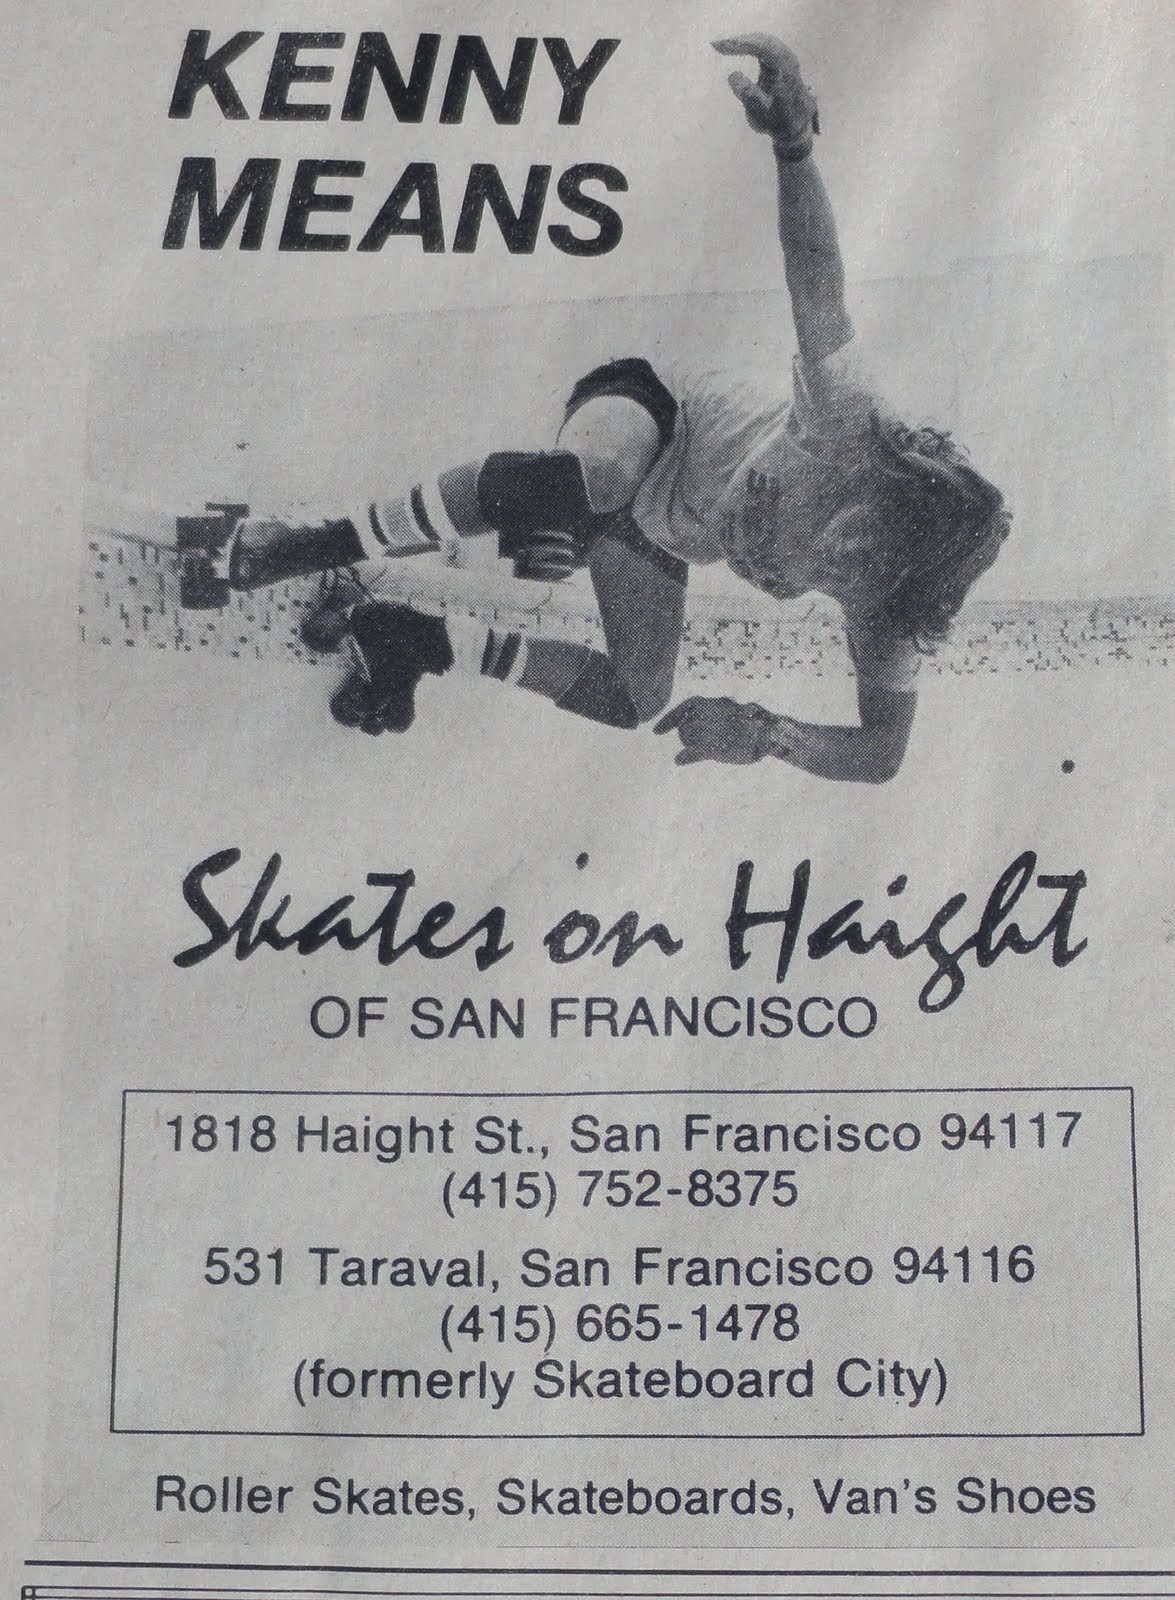 KENNY
MEANS
Skates on Haight
OF SAN FRANCISCO
1818 Haight St., San Francisco 94117
(415) 752-8375
531 Taraval, San Francisco 94116
(415) 665-1478
(formerly Skateboard City)
Roller Skates, Skateboards, Van's Shoes